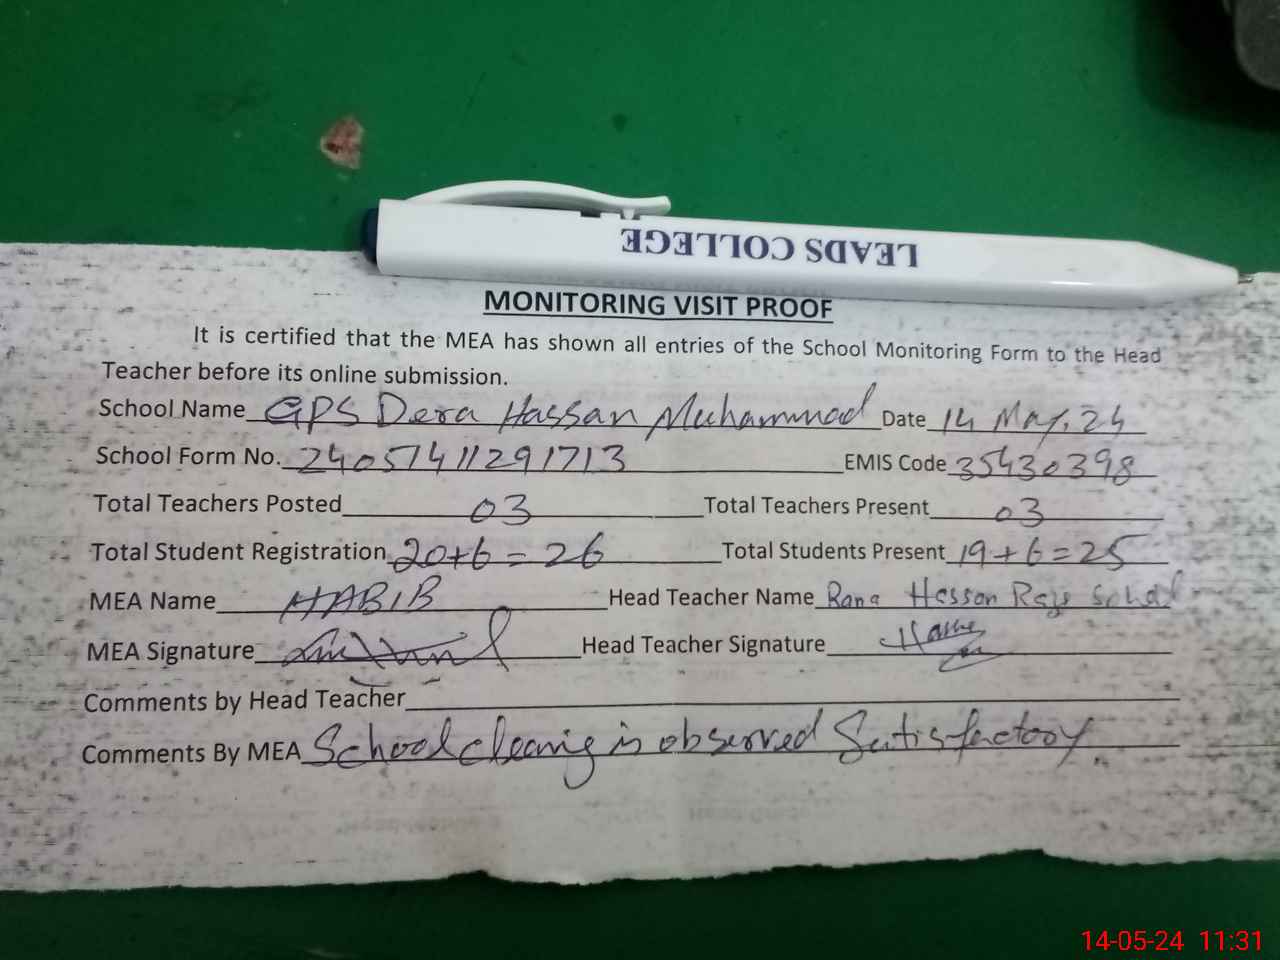 LEADS COLLEGE
MONITORING VISIT PROOF
It is certified that the MEA has shown all entries of the School Monitoring Form to the Head
Teacher before its online submission.
School Name GPS Dera Hassan Muhammad Date 14 May, 24
School Form No. 24051411291713 EMIS Code 35430398
Total Teachers Posted 03 Total Teachers Present 03
Total Student Registration 20+6=26 Total Students Present 19+6=25
MEA Name HABIB Head Teacher Name Rana Hassan
MEA Signature Head Teacher Signature
Comments by Head Teacher
Comments By MEA School cleanig is observed Satisfactory.
14-05-24 11:31